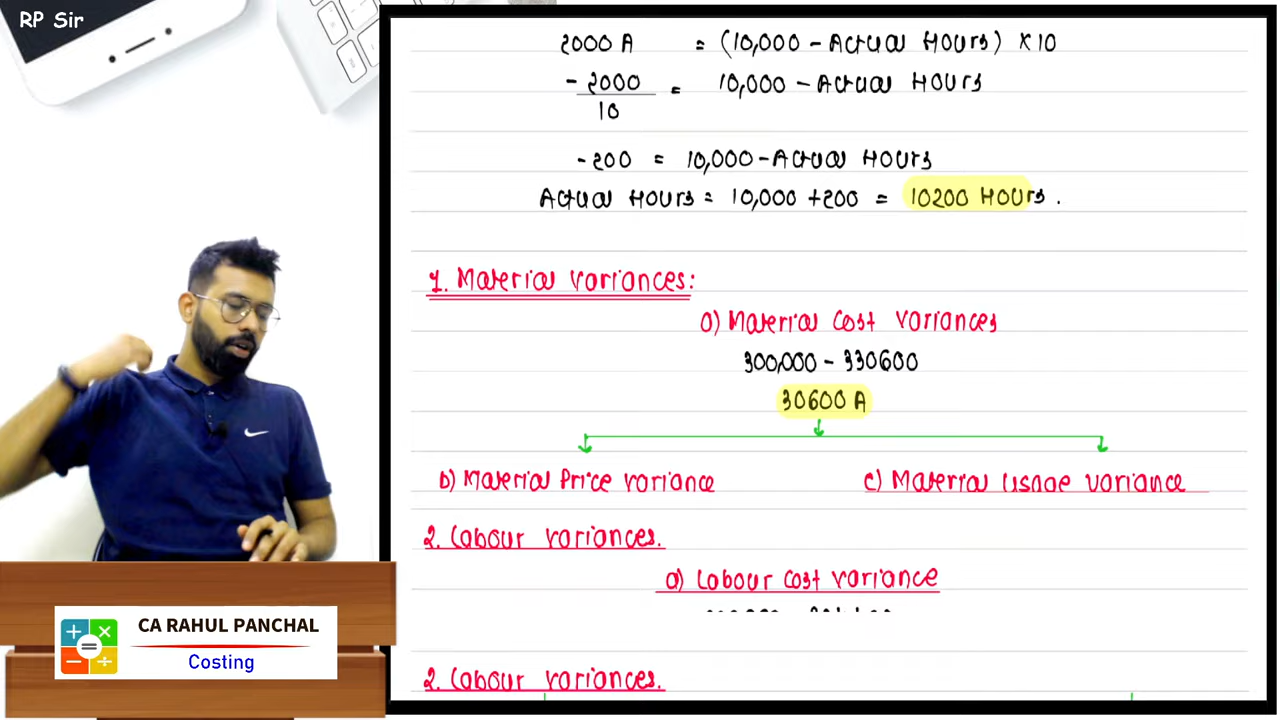 RP Sir
2000 A = (10,000 - Actual Hours) × 10
- 2000 / 10 = 10,000 - Actual Hours
- 200 = 10,000 - Actual Hours
Actual Hours = 10,000 + 200 = 10200 Hours.
1. Material Variances:
a) Material Cost Variances
300,000 - 330600
30600 A
b) Material Price Variance c) Material Usage Variance
2. Labour Variances.
a) Labour Cost Variance
2. Labour Variances.
CA RAHUL PANCHAL
Costing